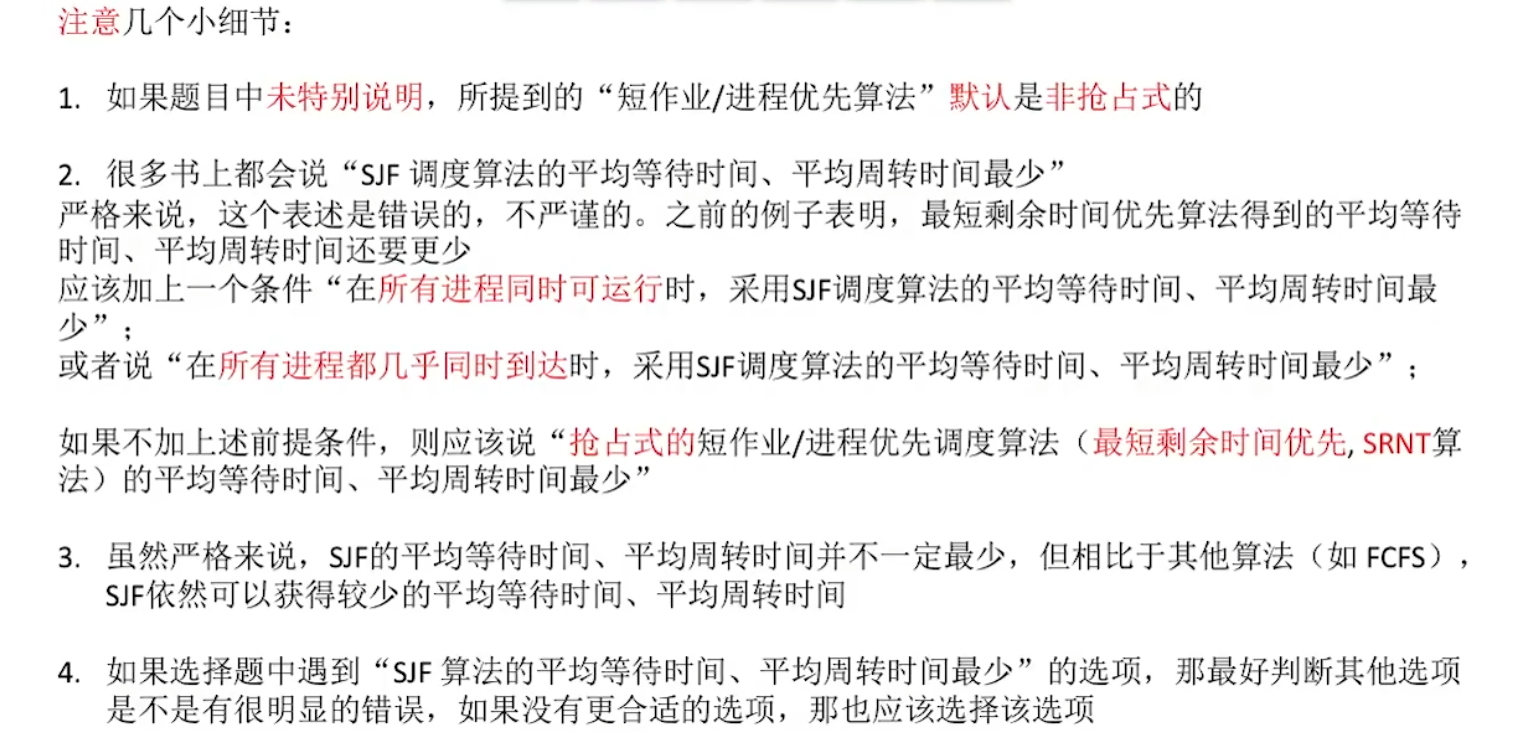 注意几个小细节：
1. 如果题目中未特别说明，所提到的“短作业/进程优先算法”默认是非抢占式的
2. 很多书上都会说“SJF 调度算法的平均等待时间、平均周转时间最少”
严格来说，这个表述是错误的，不严谨的。之前的例子表明，最短剩余时间优先算法得到的平均等待
时间、平均周转时间还要更少
应该加上一个条件“在所有进程同时可运行时，采用SJF调度算法的平均等待时间、平均周转时间最
少”；
或者说“在所有进程都几乎同时到达时，采用SJF调度算法的平均等待时间、平均周转时间最少”；
如果不加上述前提条件，则应该说“抢占式的短作业/进程优先调度算法（最短剩余时间优先, SRNT算
法）的平均等待时间、平均周转时间最少”
3. 虽然严格来说，SJF的平均等待时间、平均周转时间并不一定最少，但相比于其他算法（如 FCFS），
SJF依然可以获得较少的平均等待时间、平均周转时间
4. 如果选择题中遇到“SJF 算法的平均等待时间、平均周转时间最少”的选项，那最好判断其他选项
是不是有很明显的错误，如果没有更合适的选项，那也应该选择该选项